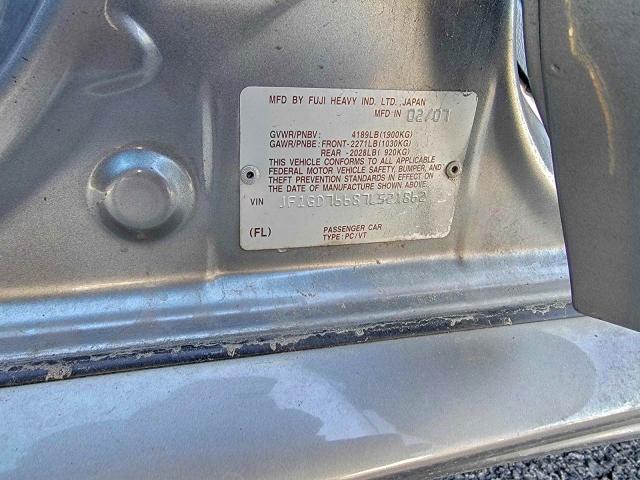 MFD BY FUJI HEAVY IND. LTD. JAPAN
MFD IN 02/07
GVWR/PNBV: 4189LB(1900KG)
GAWR/PNBE: FRONT-2271LB(1030KG)
REAR -2028LB( 920KG)
THIS VEHICLE CONFORMS TO ALL APPLICABLE
FEDERAL MOTOR VEHICLE SAFETY, BUMPER, AND
THEFT PREVENTION STANDARDS IN EFFECT ON
THE DATE OF MANUFACTURE SHOWN ABOVE.
VIN JF1GD76687L521862
(FL) PASSENGER CAR
TYPE: PC/VT